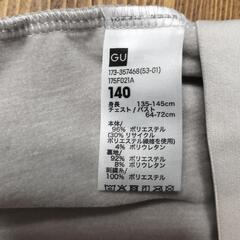 GU
173-357468(53-01)
175F021A
140
身長 135-145cm
チェスト/バスト
64-72cm
本体/
96% ポリエステル
(30% リサイクル
ポリエステル繊維を使用)
4% ポリウレタン
裏地/
92% ポリエステル
8% ポリウレタン
刺繍糸/
100% ポリエステル